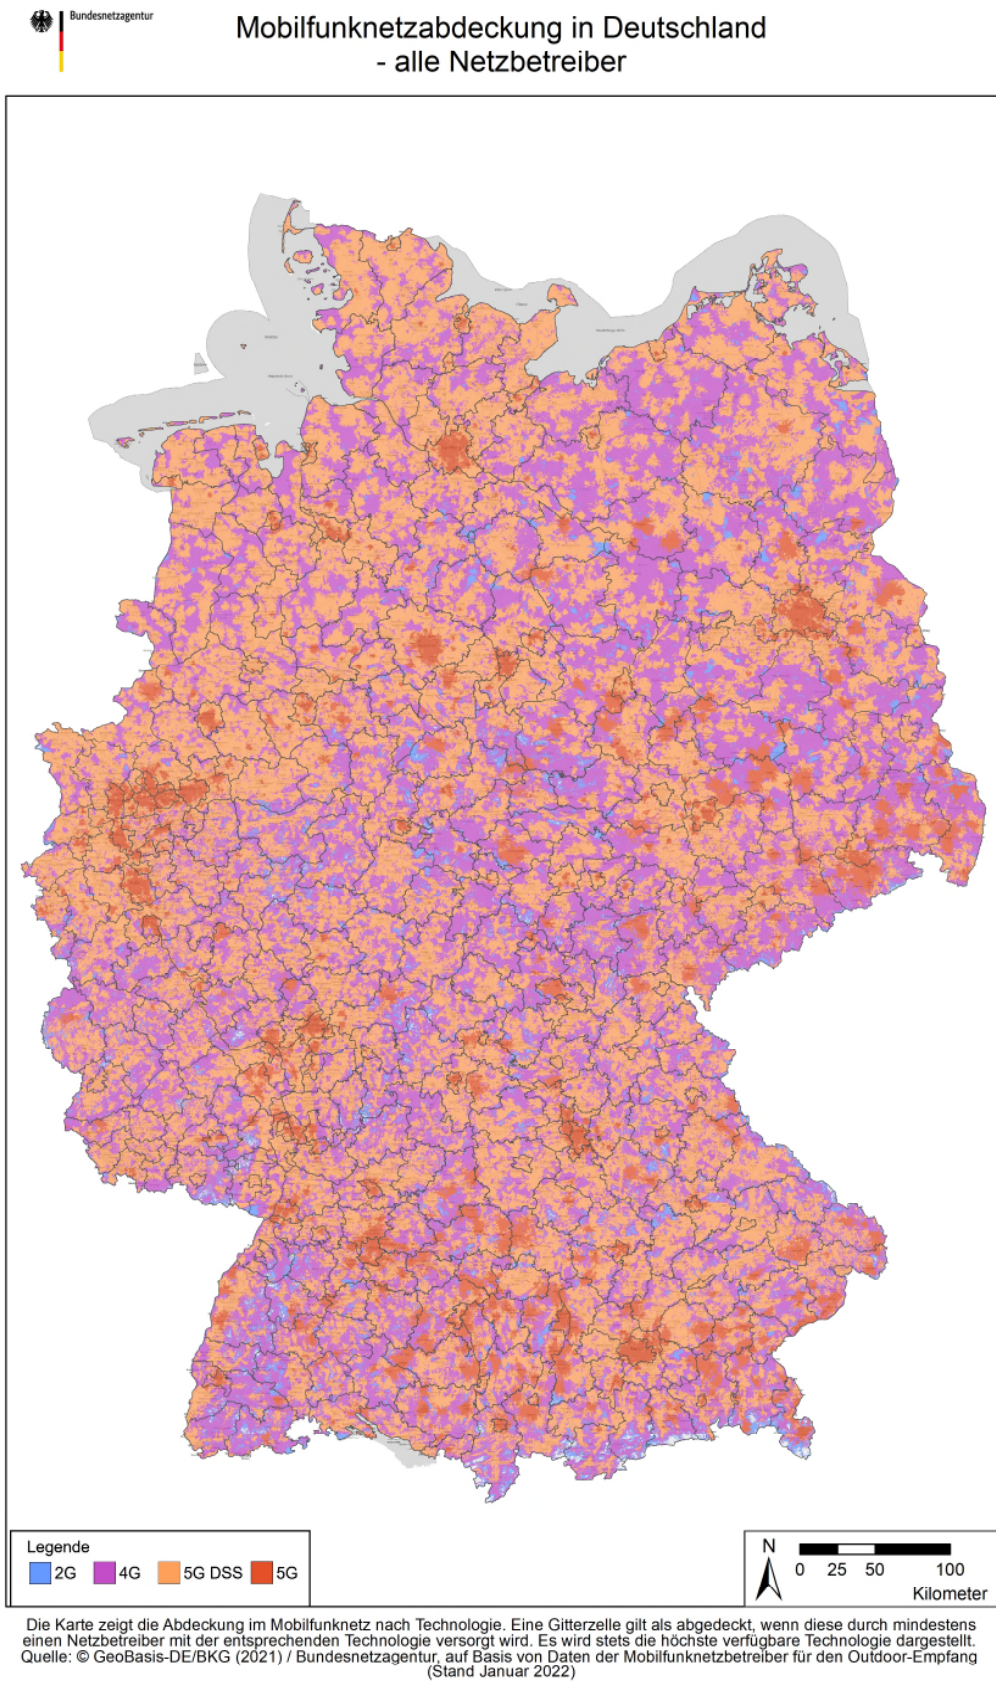 Bundesnetzagentur
Mobilfunknetzabdeckung in Deutschland
- alle Netzbetreiber
Legende
2G
4G
5G DSS
5G
N
0 25 50 100
Kilometer
Die Karte zeigt die Abdeckung im Mobilfunknetz nach Technologie. Eine Gitterzelle gilt als abgedeckt, wenn diese durch mindestens
einen Netzbetreiber mit der entsprechenden Technologie versorgt wird. Es wird stets die höchste verfügbare Technologie dargestellt.
Quelle: © GeoBasis-DE/BKG (2021) / Bundesnetzagentur, auf Basis von Daten der Mobilfunknetzbetreiber für den Outdoor-Empfang
(Stand Januar 2022)